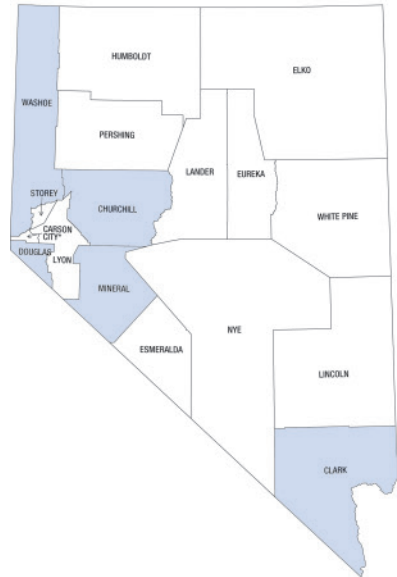 HUMBOLDT
ELKO
WASHOE
PERSHING
LANDER
EUREKA
STOREY
CHURCHILL
WHITE PINE
CARSON
CITY*
DOUGLAS
LYON
MINERAL
NYE
ESMERALDA
LINCOLN
CLARK